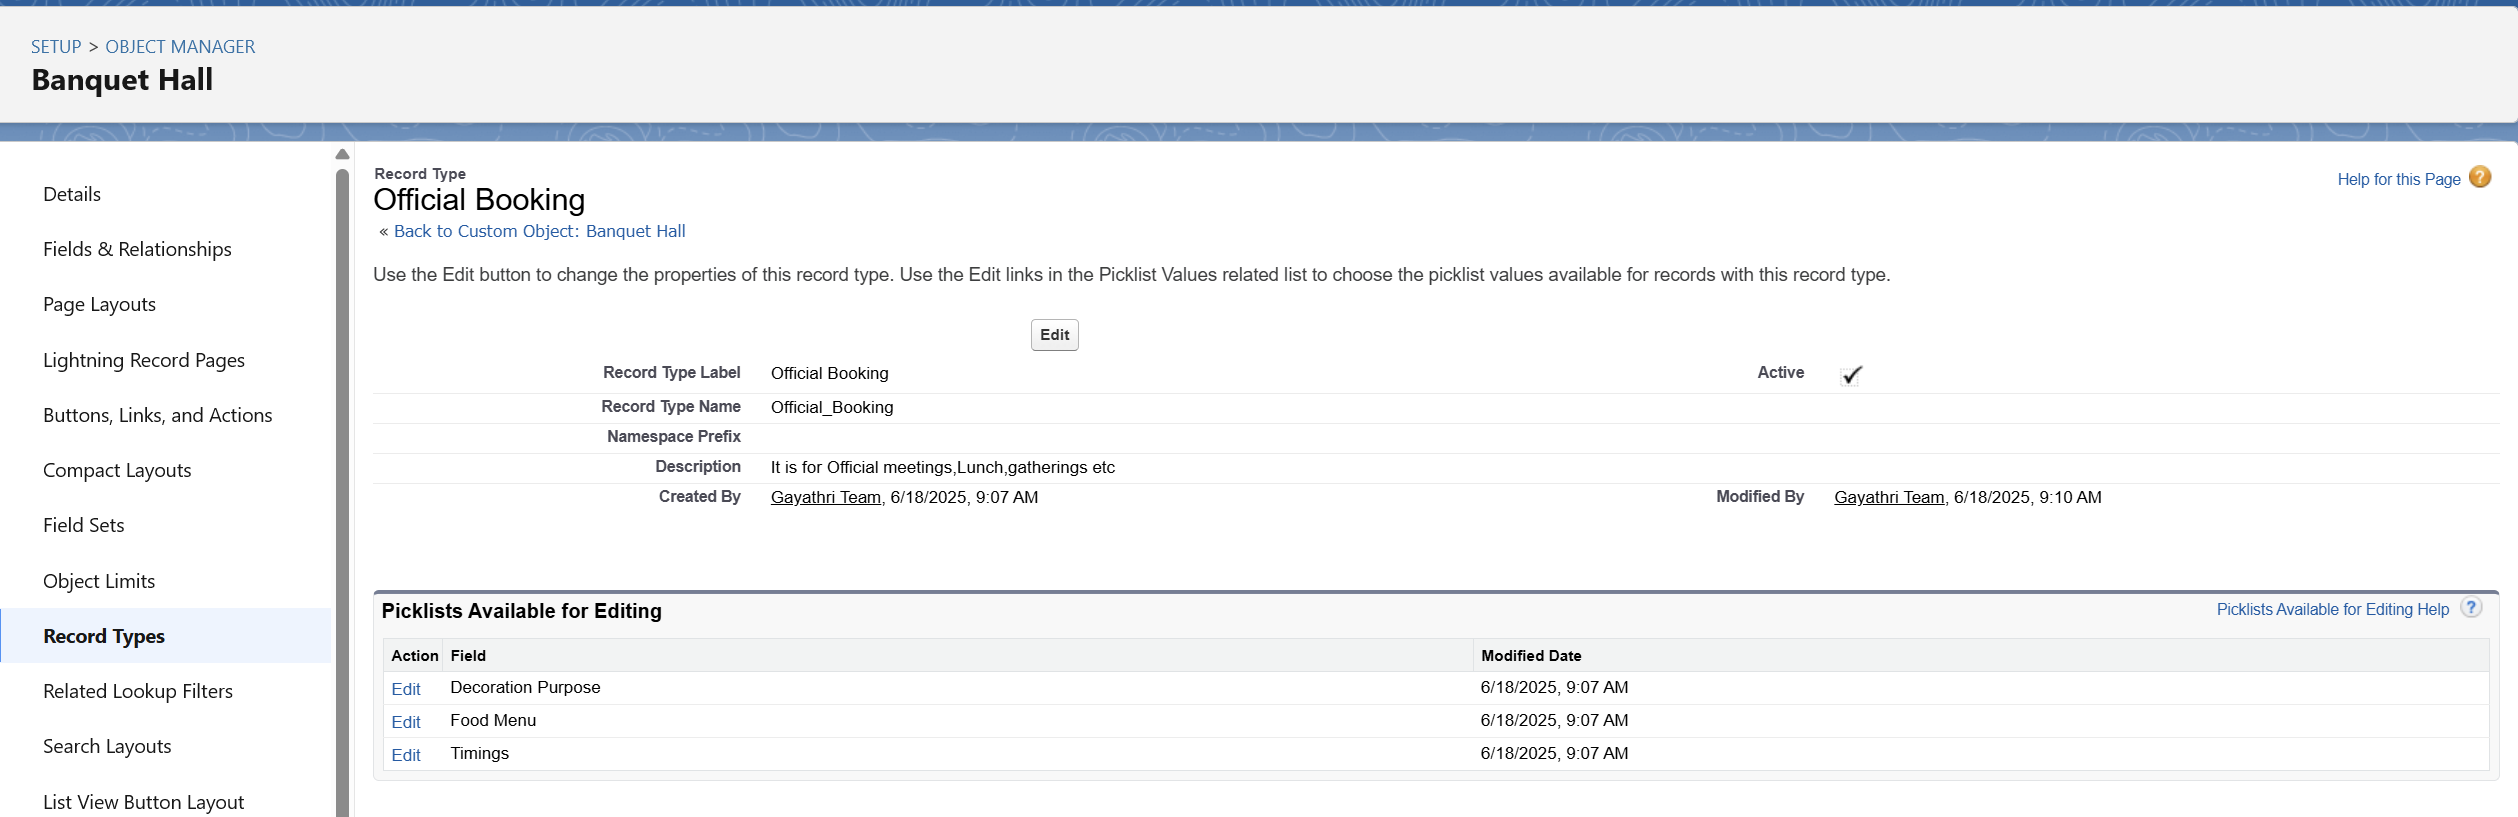 SETUP > OBJECT MANAGER
Banquet Hall
Details
Fields & Relationships
Page Layouts
Lightning Record Pages
Buttons, Links, and Actions
Compact Layouts
Field Sets
Object Limits
Record Types
Related Lookup Filters
Search Layouts
List View Button Layout
Record Type
Official Booking
« Back to Custom Object: Banquet Hall
Help for this Page ?
Use the Edit button to change the properties of this record type. Use the Edit links in the Picklist Values related list to choose the picklist values available for records with this record type.
Edit
Record Type Label Official Booking Active
Record Type Name Official_Booking
Namespace Prefix
Description It is for Official meetings,Lunch,gatherings etc
Created By Gayathri Team, 6/18/2025, 9:07 AM Modified By Gayathri Team, 6/18/2025, 9:10 AM
Picklists Available for Editing Picklists Available for Editing Help ?
Action Field Modified Date
Edit Decoration Purpose 6/18/2025, 9:07 AM
Edit Food Menu 6/18/2025, 9:07 AM
Edit Timings 6/18/2025, 9:07 AM